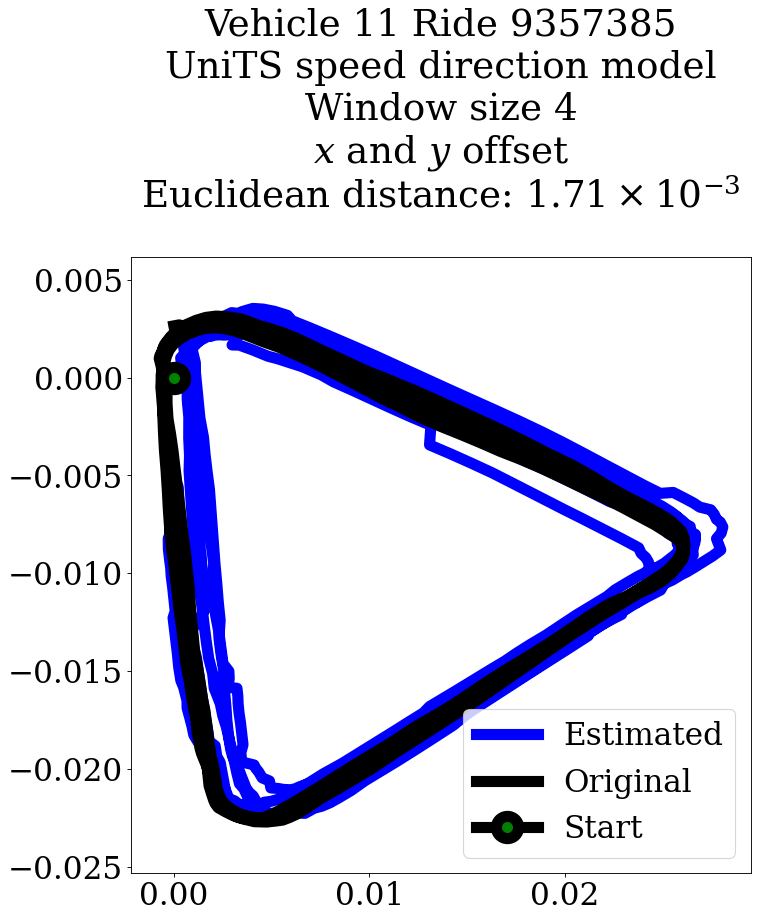 Vehicle 11 Ride 9357385
UniTS speed direction model
Window size 4
x and y offset
Euclidean distance: 1.71 × 10⁻³
0.005
0.000
−0.005
−0.010
−0.015
−0.020
−0.025
Estimated
Original
Start
0.00 0.01 0.02